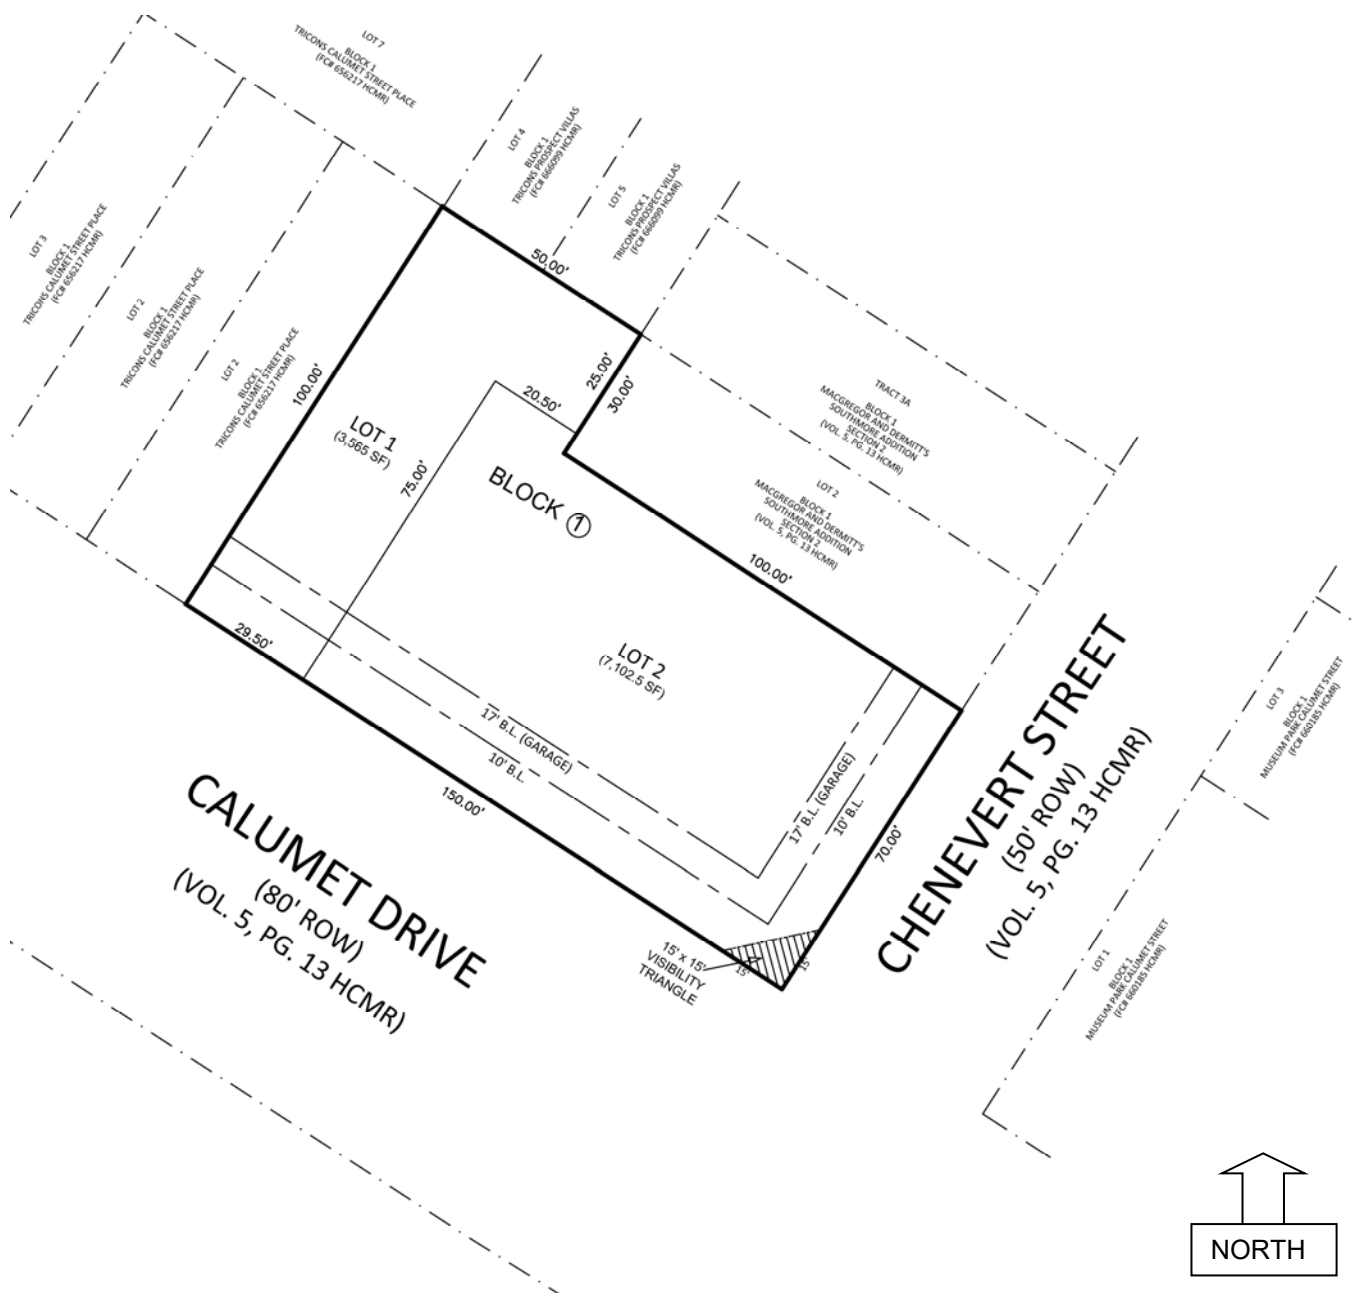 LOT 7
BLOCK 1
TRICONS CALUMET STREET PLACE
(FC# 656217 HCMR)
LOT 4
BLOCK 1
TRICONS PROSPECT VILLAS
(FC# 666099 HCMR)
LOT 5
BLOCK 1
TRICONS PROSPECT VILLAS
(FC# 666099 HCMR)
LOT 3
BLOCK 1
TRICONS CALUMET STREET PLACE
(FC# 656217 HCMR)
LOT 2
BLOCK 1
TRICONS CALUMET STREET PLACE
(FC# 656217 HCMR)
LOT 2
BLOCK 1
TRICONS CALUMET STREET PLACE
(FC# 656217 HCMR)
50.00'
25.00'
30.00'
20.50'
100.00'
LOT 1
(3,565 SF)
75.00'
BLOCK 1
TRACT 3A
BLOCK 1
MACGREGOR AND DERMITT'S
SOUTHMORE ADDITION
SECTION 2
(VOL. 5, PG. 13 HCMR)
LOT 2
BLOCK 1
MACGREGOR AND DERMITT'S
SOUTHMORE ADDITION
SECTION 2
(VOL. 5, PG. 13 HCMR)
100.00'
29.50'
LOT 2
(7,102.5 SF)
17' B.L. (GARAGE)
10' B.L.
150.00'
17' B.L. (GARAGE)
10' B.L.
70.00'
15' x 15'
VISIBILITY
TRIANGLE
15'
15'
CALUMET DRIVE
(80' ROW)
(VOL. 5, PG. 13 HCMR)
CHENEVERT STREET
(50' ROW)
(VOL. 5, PG. 13 HCMR)
LOT 3
BLOCK 1
MUSEUM PARK CALUMET STREET
(FC# 660185 HCMR)
LOT 1
BLOCK 1
MUSEUM PARK CALUMET STREET
(FC# 660185 HCMR)
NORTH